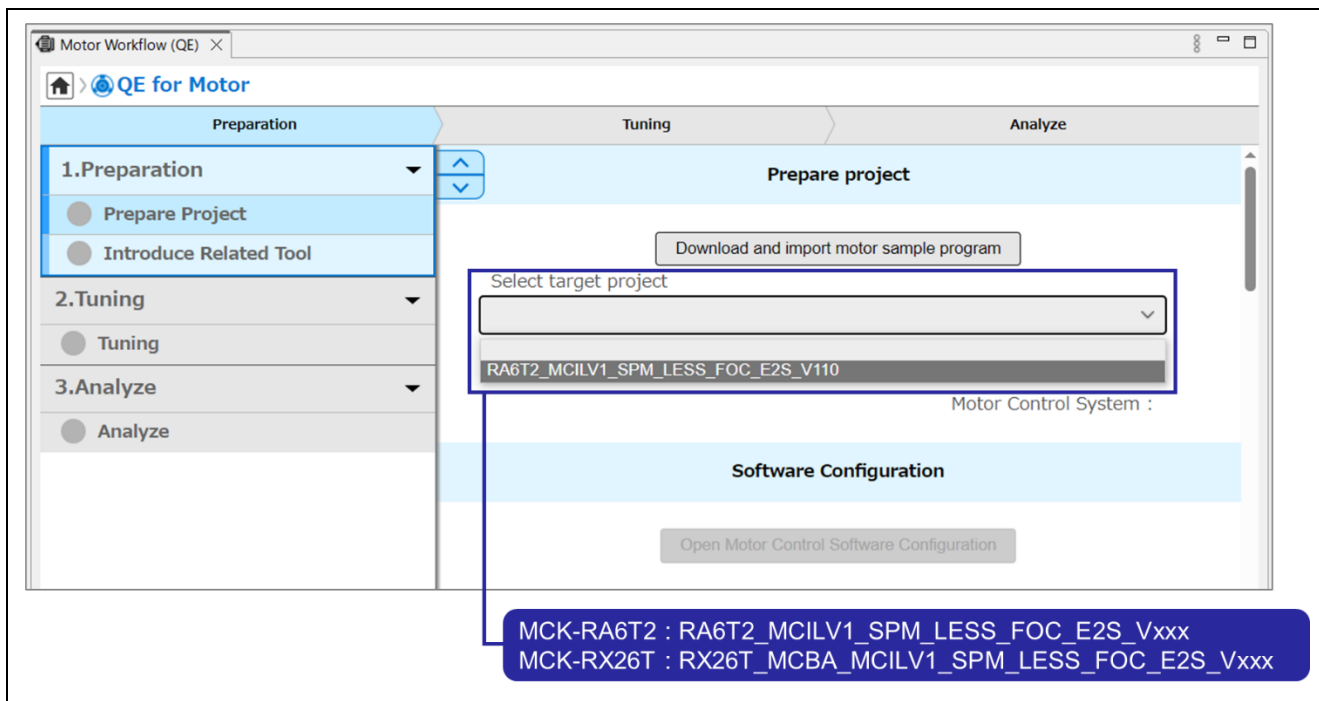 Motor Workflow (QE)
QE for Motor
Preparation
Tuning
Analyze
1.Preparation
Prepare Project
Introduce Related Tool
2.Tuning
Tuning
3.Analyze
Analyze
Prepare project
Download and import motor sample program
Select target project
RA6T2_MCILV1_SPM_LESS_FOC_E2S_V110
Motor Control System :
Software Configuration
Open Motor Control Software Configuration
MCK-RA6T2 : RA6T2_MCILV1_SPM_LESS_FOC_E2S_Vxxx
MCK-RX26T : RX26T_MCBA_MCILV1_SPM_LESS_FOC_E2S_Vxxx